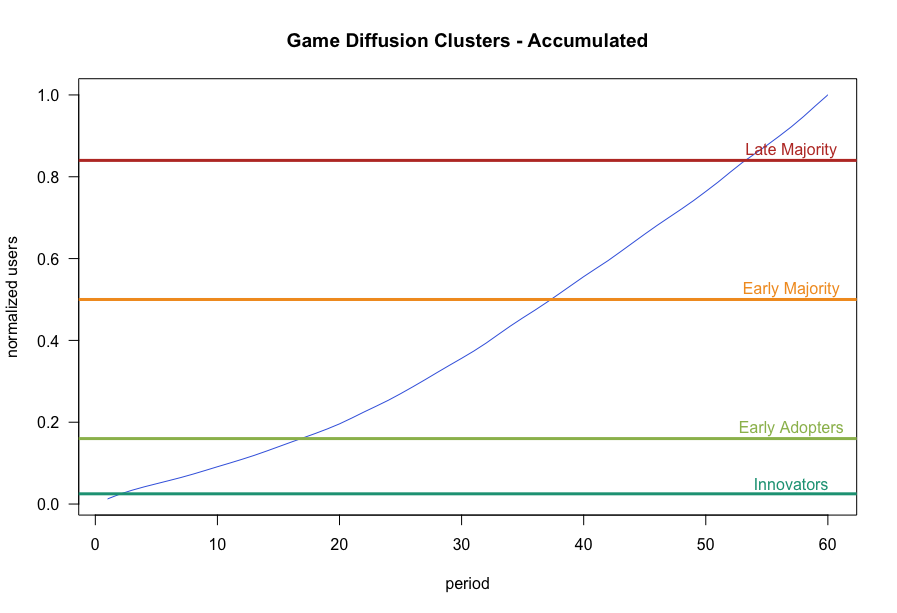 Game Diffusion Clusters - Accumulated
normalized users
1.0
0.8
0.6
0.4
0.2
0.0
Late Majority
Early Majority
Early Adopters
Innovators
0 10 20 30 40 50 60
period